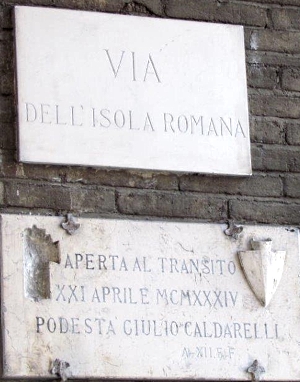 VIA
DELL'ISOLA ROMANA
APERTA AL TRANSITO
XXI APRILE MCMXXXIV
PODESTÀ GIULIO CALDARELLI
A. XII. E. F.